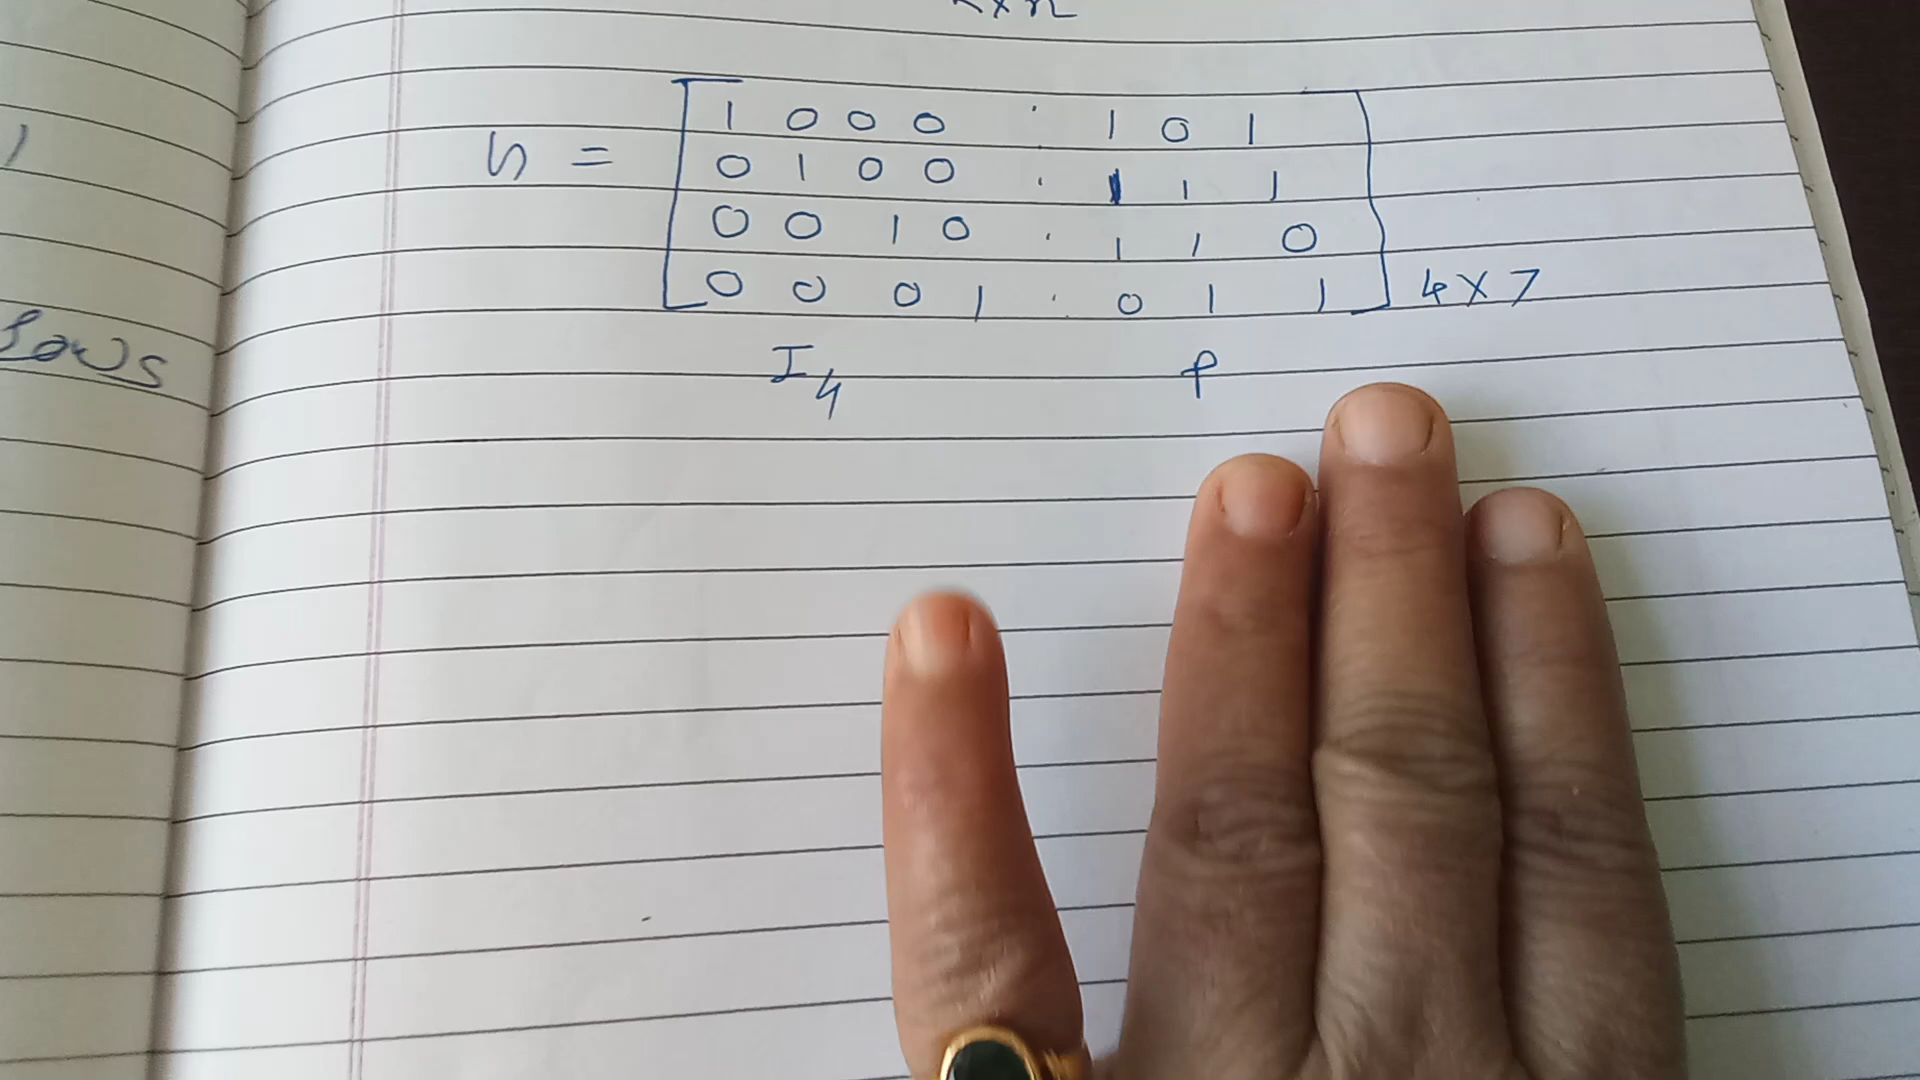 G = [ 1 0 0 0 : 1 0 1
0 1 0 0 : 1 1 1
0 0 1 0 : 1 1 0
0 0 0 1 : 0 1 1 ] 4 X 7
I4 P